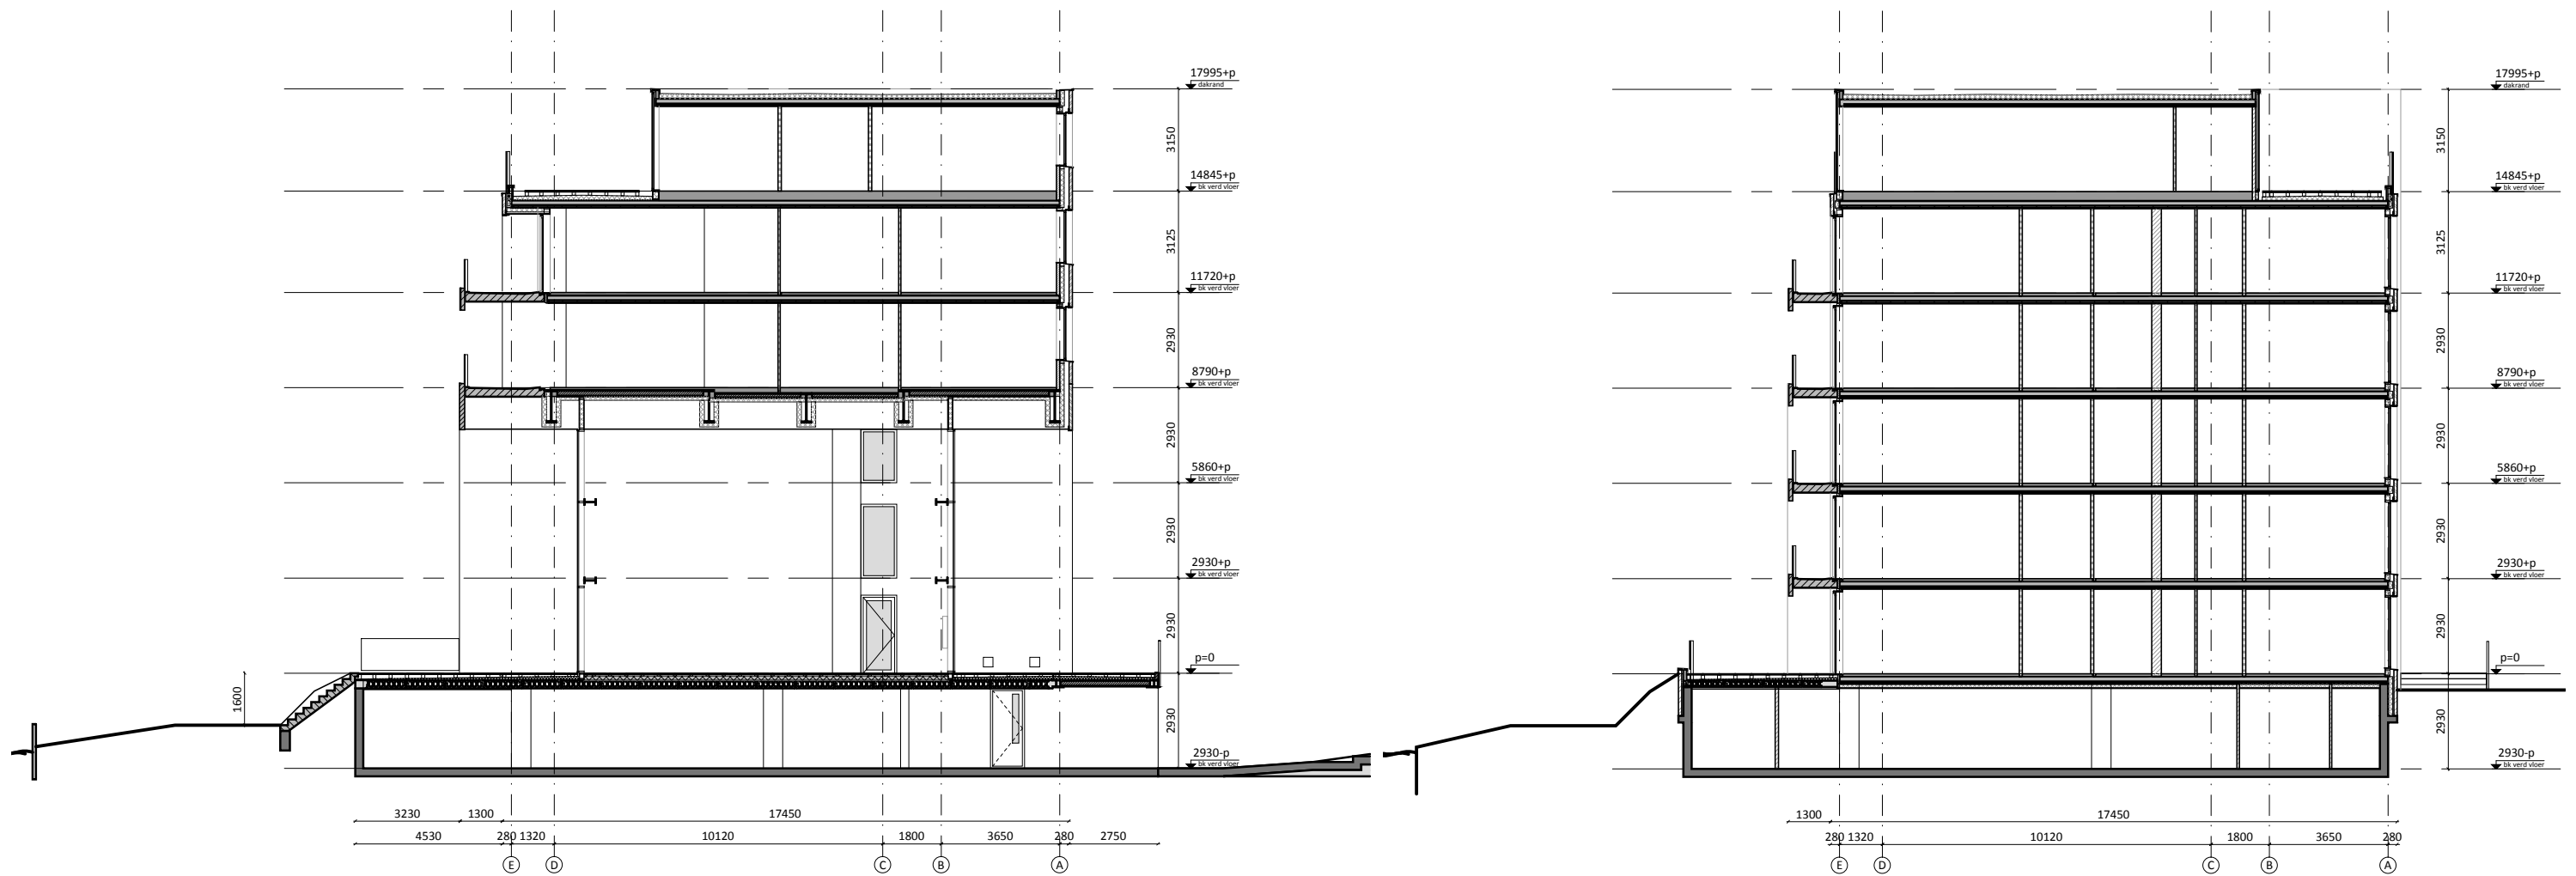 17995+p
dakrand
3150
14845+p
bk verd vloer
3125
11720+p
bk verd vloer
2930
8790+p
bk verd vloer
2930
5860+p
bk verd vloer
2930
2930+p
bk verd vloer
2930
p=0
1600
2930
2930-p
bk verd vloer
3230 1300 17450
4530 280 1320 10120 1800 3650 280 2750
E D C B A
17995+p
dakrand
3150
14845+p
bk verd vloer
3125
11720+p
bk verd vloer
2930
8790+p
bk verd vloer
2930
5860+p
bk verd vloer
2930
2930+p
bk verd vloer
2930
p=0
2930
2930-p
bk verd vloer
1300 17450
280 1320 10120 1800 3650 280
E D C B A